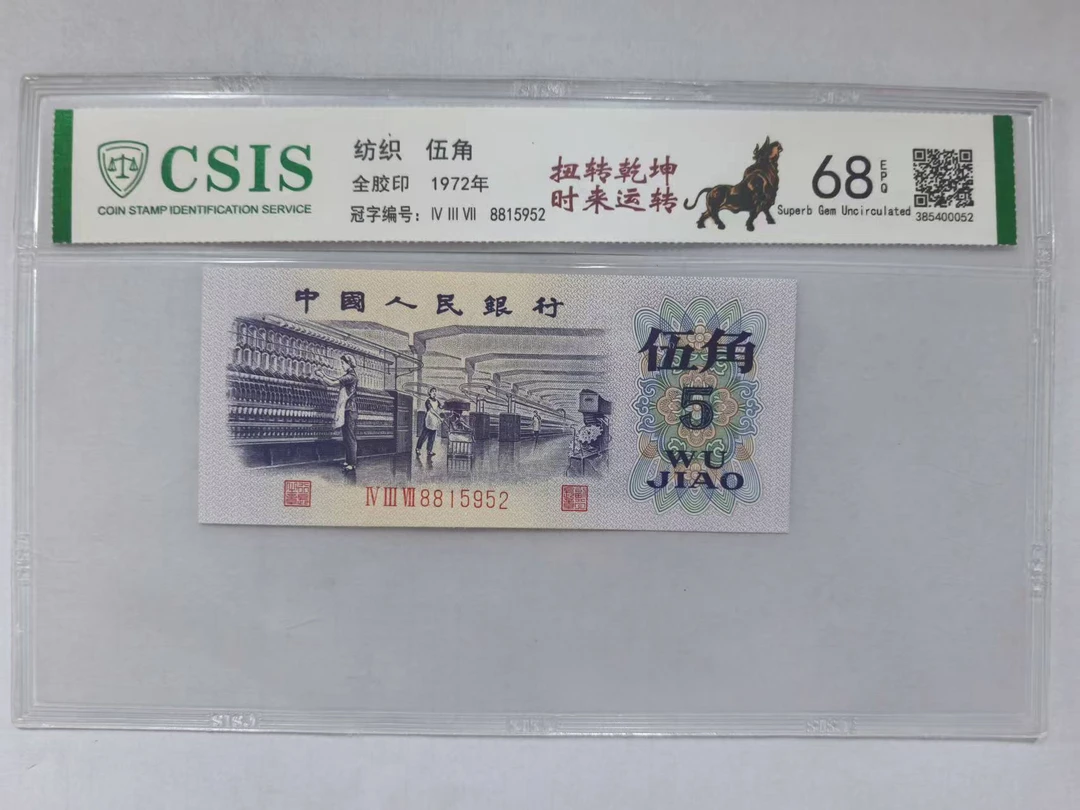 CSIS
COIN STAMP IDENTIFICATION SERVICE
纺织 伍角
全胶印 1972年
冠字编号：Ⅳ Ⅲ Ⅶ 8815952
扭转乾坤
时来运转
68 EPQ
Superb Gem Uncirculated
385400052
中國人民銀行
伍角
5
WU
JIAO
Ⅳ Ⅲ Ⅶ 8815952